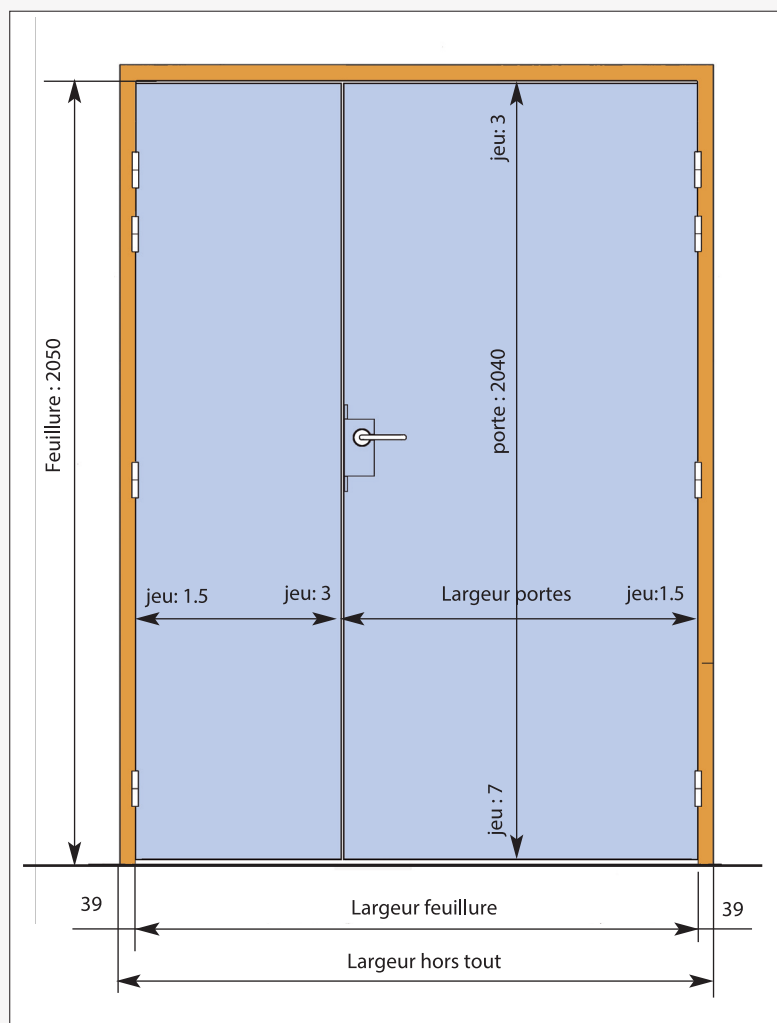 jeu: 3
Feuillure : 2050
porte : 2040
jeu: 1.5
jeu: 3
Largeur portes
jeu:1.5
jeu : 7
39
Largeur feuillure
39
Largeur hors tout